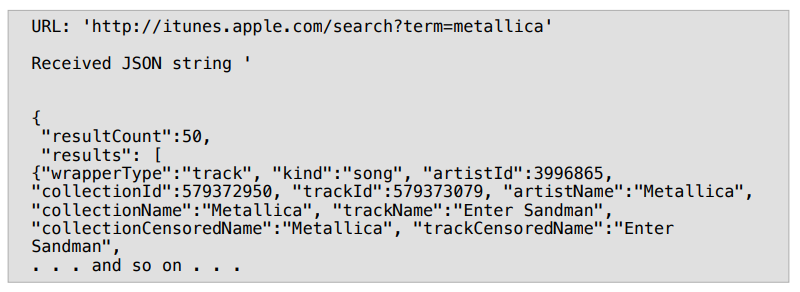 URL: 'http://itunes.apple.com/search?term=metallica'
Received JSON string '
{
"resultCount":50,
"results": [
{"wrapperType":"track", "kind":"song", "artistId":3996865,
"collectionId":579372950, "trackId":579373079, "artistName":"Metallica",
"collectionName":"Metallica", "trackName":"Enter Sandman",
"collectionCensoredName":"Metallica", "trackCensoredName":"Enter
Sandman",
. . . and so on . . .